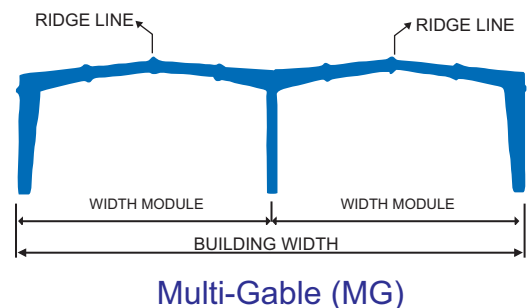 RIDGE LINE
RIDGE LINE
WIDTH MODULE
WIDTH MODULE
BUILDING WIDTH
Multi-Gable (MG)